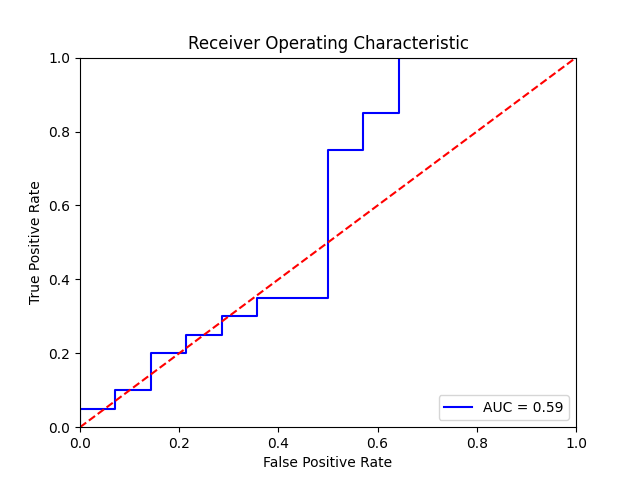 Receiver Operating Characteristic
True Positive Rate
1.0
0.8
0.6
0.4
0.2
0.0
AUC = 0.59
0.0 0.2 0.4 0.6 0.8 1.0
False Positive Rate